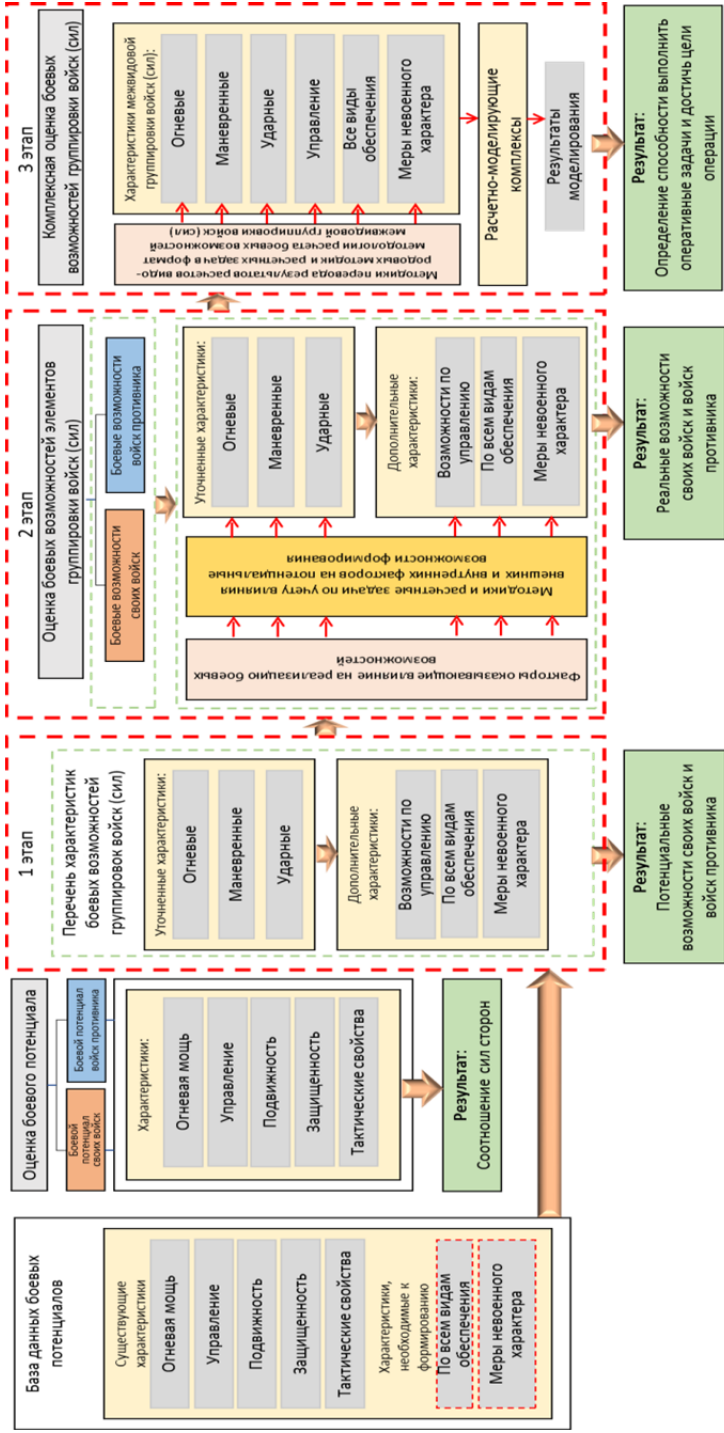 База данных боевых
потенциалов
Существующие
характеристики
Огневая мощь
Управление
Подвижность
Защищенность
Тактические свойства
Характеристики,
необходимые к
формированию
По всем видам
обеспечения
Меры невоенного
характера
Оценка боевого потенциала
Боевой
потенциал
своих войск
Боевой потенциал
войск противника
Характеристики:
Огневая мощь
Управление
Подвижность
Защищенность
Тактические свойства
Результат:
Соотношение сил сторон
1 этап
Перечень характеристик
боевых возможностей
группировок войск (сил)
Уточненные характеристики:
Огневые
Маневренные
Ударные
Дополнительные
характеристики:
Возможности по
управлению
По всем видам
обеспечения
Меры невоенного
характера
Результат:
Потенциальные
возможности своих войск и
войск противника
2 этап
Оценка боевых возможностей элементов
группировки войск (сил)
Боевые возможности
своих войск
Боевые возможности
войск противника
Факторы оказывающие влияние на реализацию боевых
возможностей
Методики и расчетные задачи по учету влияния
внешних и внутренних факторов на потенциальные
возможности формирования
Уточненные характеристики:
Огневые
Маневренные
Ударные
Дополнительные
характеристики:
Возможности по
управлению
По всем видам
обеспечения
Меры невоенного
характера
Результат:
Реальные возможности
своих войск и войск
противника
3 этап
Комплексная оценка боевых
возможностей группировки войск (сил)
Методики перевода результатов расчетов видо-
родовых методик и расчетных задач в формат
методологии расчета боевых возможностей
межвидовой группировки войск (сил)
Характеристики межвидовой
группировки войск (сил):
Огневые
Маневренные
Ударные
Управление
Все виды
обеспечения
Меры невоенного
характера
Расчетно-моделирующие
комплексы
Результаты
моделирования
Результат:
Определение способности выполнить
оперативные задачи и достичь цели
операции